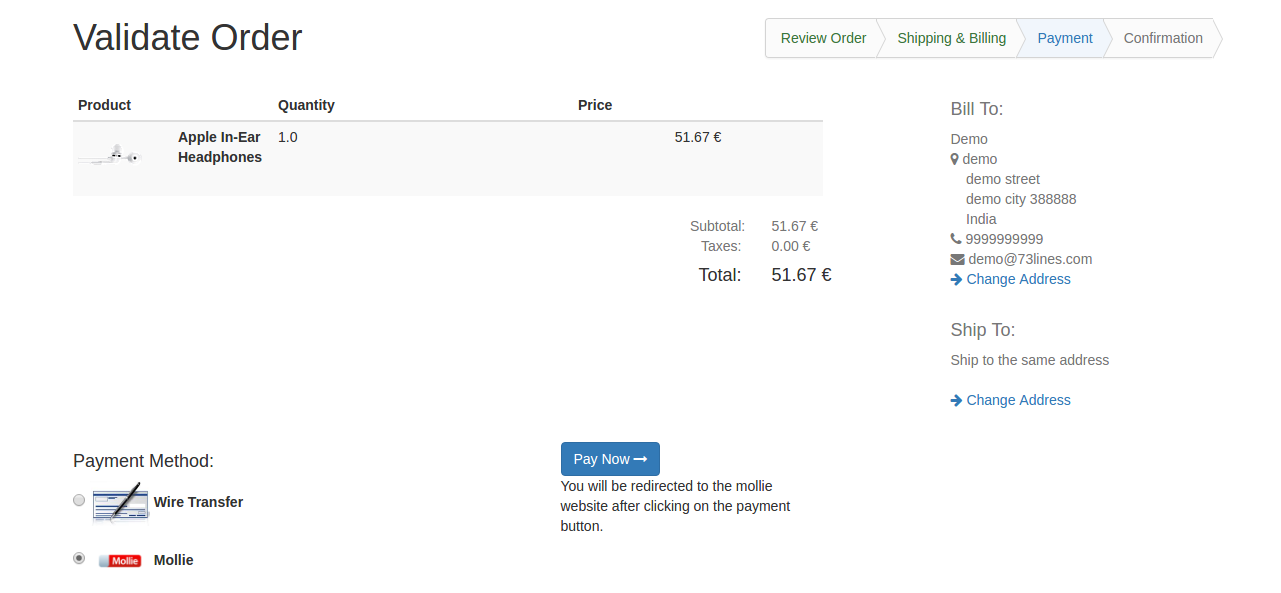 Validate Order
Review Order
Shipping & Billing
Payment
Confirmation
Product Quantity Price
Apple In-Ear 1.0 51.67 €
Headphones
Subtotal: 51.67 €
Taxes: 0.00 €
Total: 51.67 €
Bill To:
Demo
demo
demo street
demo city 388888
India
9999999999
demo@73lines.com
Change Address
Ship To:
Ship to the same address
Change Address
Payment Method:
Wire Transfer
Mollie Mollie
Pay Now
You will be redirected to the mollie
website after clicking on the payment
button.